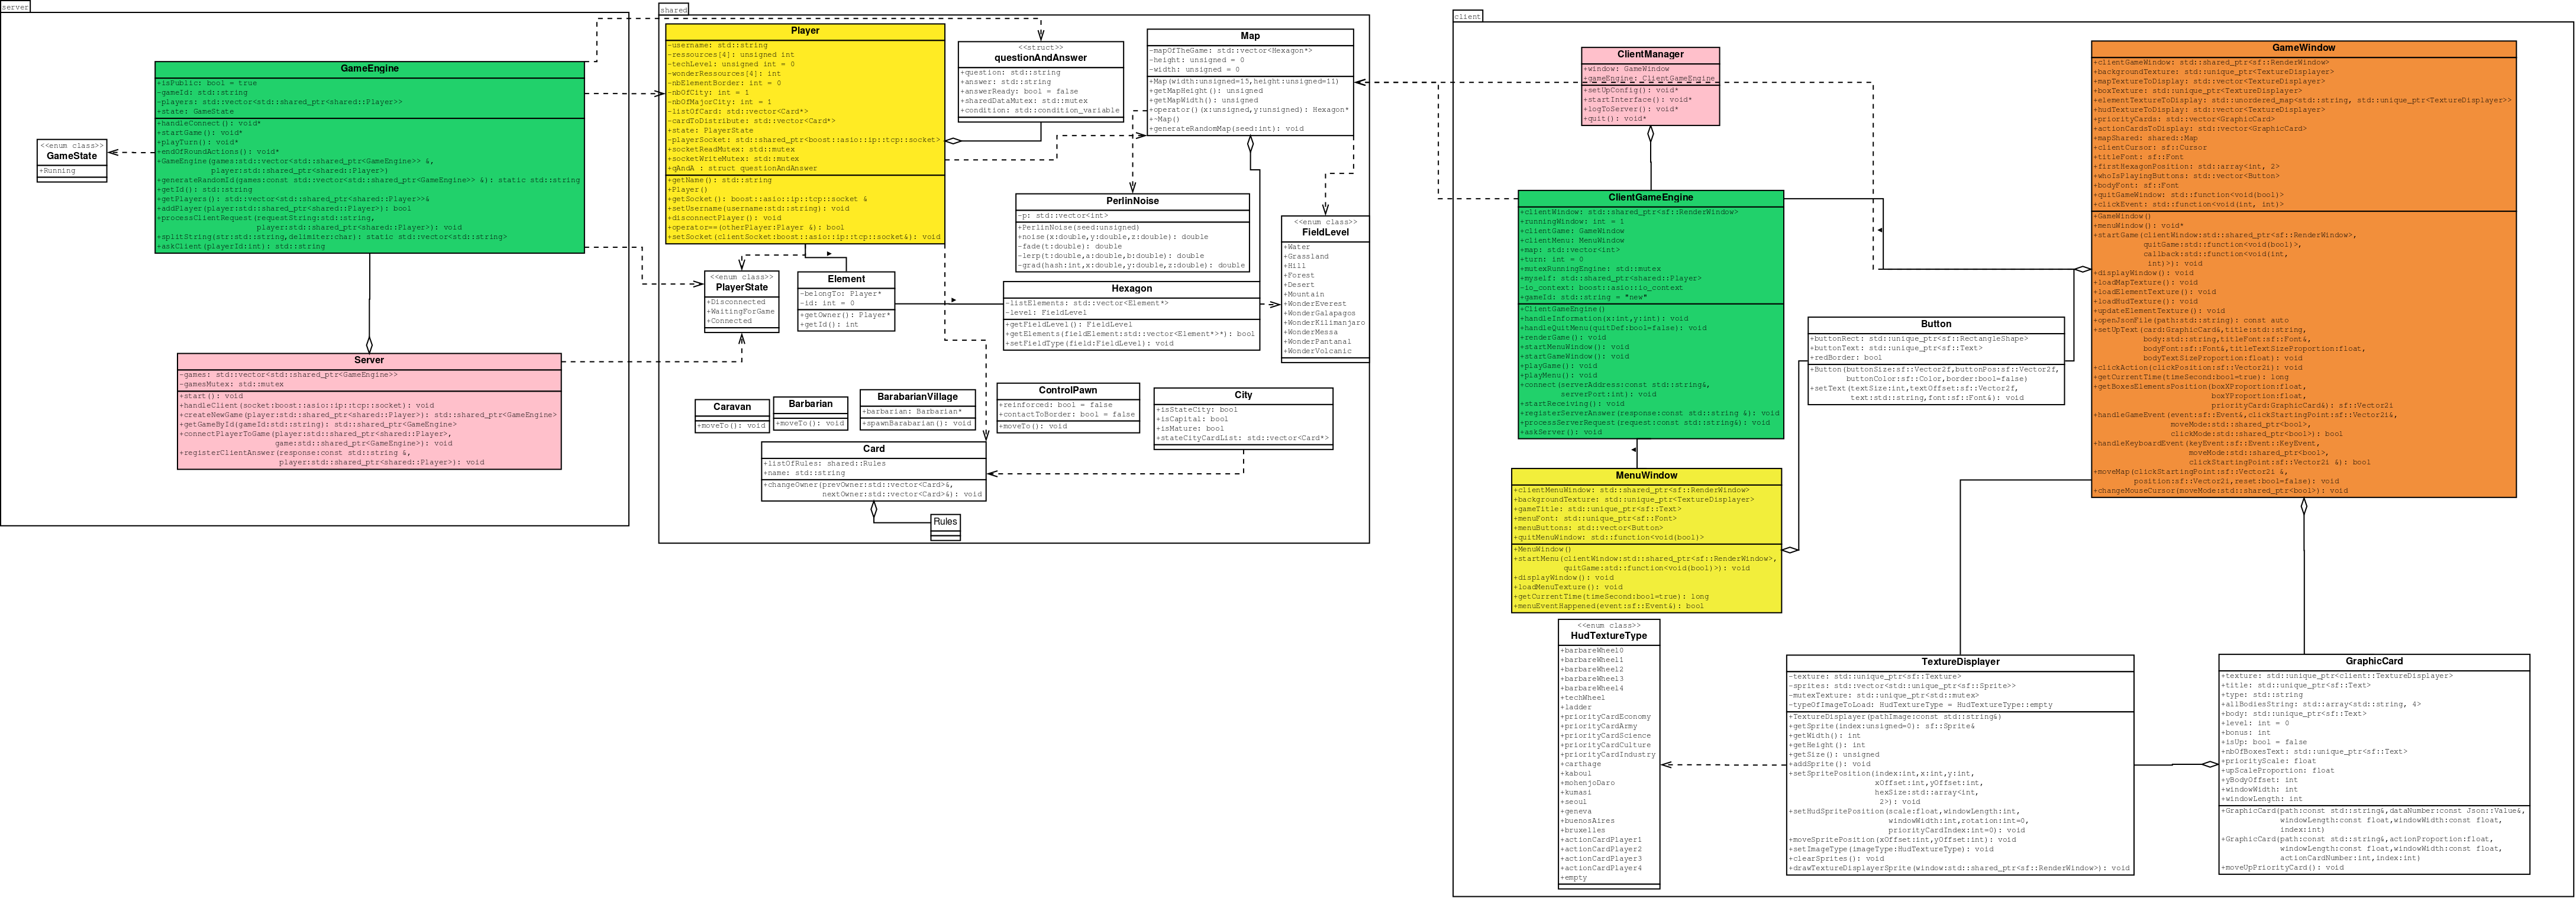 server
GameEngine
+isPublic: bool = true
-gameId: std::string
-players: std::vector<std::shared_ptr<shared::Player>>
+state: GameState
+handleConnect(): void*
+startGame(): void*
+playTurn(): void*
+endOfRoundActions(): void*
+GameEngine(games:std::vector<std::shared_ptr<GameEngine>> &,
player:std::shared_ptr<shared::Player>)
+generateRandomId(games:const std::vector<std::shared_ptr<GameEngine>> &): static std::string
+getId(): std::string
+getPlayers(): std::vector<std::shared_ptr<shared::Player>>&
+addPlayer(player:std::shared_ptr<shared::Player>): bool
+processClientRequest(requestString:std::string,
player:std::shared_ptr<shared::Player>): void
+splitString(str:std::string,delimiter:char): static std::vector<std::string>
+askClient(playerId:int): std::string
<<enum class>>
GameState
+Running
Server
-games: std::vector<std::shared_ptr<GameEngine>>
-gamesMutex: std::mutex
+start(): void
+handleClient(socket:boost::asio::ip::tcp::socket): void
+createNewGame(player:std::shared_ptr<shared::Player>): std::shared_ptr<GameEngine>
+getGameById(gameId:std::string): std::shared_ptr<GameEngine>
+connectPlayerToGame(player:std::shared_ptr<shared::Player>,
game:std::shared_ptr<GameEngine>): void
+registerClientAnswer(response:const std::string &,
player:std::shared_ptr<shared::Player>): void
shared
Player
-username: std::string
-ressources[4]: unsigned int
-techLevel: unsigned int = 0
-wonderRessources[4]: int
-nbElementBorder: int = 0
-nbOfCity: int = 1
-nbOfMajorCity: int = 1
-listOfCard: std::vector<Card*>
-cardToDistribute: std::vector<Card*>
+state: PlayerState
-playerSocket: std::shared_ptr<boost::asio::ip::tcp::socket>
+socketReadMutex: std::mutex
+socketWriteMutex: std::mutex
+qAndA : struct questionAndAnswer
+getName(): std::string
+Player()
+getSocket(): boost::asio::ip::tcp::socket &
+setUsername(username:std::string): void
+disconnectPlayer(): void
+operator==(otherPlayer:Player &): bool
+setSocket(clientSocket:boost::asio::ip::tcp::socket&): void
<<struct>>
questionAndAnswer
+question: std::string
+answer: std::string
+answerReady: bool = false
+sharedDataMutex: std::mutex
+condition: std::condition_variable
Map
-mapOfTheGame: std::vector<Hexagon*>
-height: unsigned = 0
-width: unsigned = 0
+Map(width:unsigned=15,height:unsigned=11)
+getMapHeight(): unsigned
+getMapWidth(): unsigned
+operator()(x:unsigned,y:unsigned): Hexagon*
+~Map()
+generateRandomMap(seed:int): void
PerlinNoise
-p: std::vector<int>
+PerlinNoise(seed:unsigned)
+noise(x:double,y:double,z:double): double
-fade(t:double): double
-lerp(t:double,a:double,b:double): double
-grad(hash:int,x:double,y:double,z:double): double
<<enum class>>
FieldLevel
+Water
+Grassland
+Hill
+Forest
+Desert
+Mountain
+WonderEverest
+WonderGalapagos
+WonderKilimanjaro
+WonderMessa
+WonderPantanal
+WonderVolcanic
<<enum class>>
PlayerState
+Disconnected
+WaitingForGame
+Connected
Element
-belongTo: Player*
-id: int = 0
+getOwner(): Player*
+getId(): int
Hexagon
-listElements: std::vector<Element*>
-level: FieldLevel
+getFieldLevel(): FieldLevel
+getElements(fieldElement:std::vector<Element*>*): bool
+setFieldType(field:FieldLevel): void
Caravan
+moveTo(): void
Barbarian
+moveTo(): void
BararbianVillage
+barbarian: Barbarian*
+spawnBarabarian(): void
ControlPawn
+reinforced: bool = false
+contactToBorder: bool = false
+moveTo(): void
City
+isStateCity: bool
+isCapital: bool
+isMature: bool
+stateCityCardList: std::vector<Card*>
Card
+listOfRules: shared::Rules
+name: std::string
+changeOwner(prevOwner:std::vector<Card>&,
nextOwner:std::vector<Card>&): void
Rules
client
ClientManager
+window: GameWindow
+gameEngine: ClientGameEngine
+setUpConfig(): void*
+startInterface(): void*
+logToServer(): void*
+quit(): void*
ClientGameEngine
+clientWindow: std::shared_ptr<sf::RenderWindow>
+runningWindow: int = 1
+clientGame: GameWindow
+clientMenu: MenuWindow
+map: std::vector<int>
+turn: int = 0
+mutexRunningEngine: std::mutex
+myself: std::shared_ptr<shared::Player>
-io_context: boost::asio::io_context
+gameId: std::string = "new"
+ClientGameEngine()
+handleInformation(x:int,y:int): void
+handleQuitMenu(quitDef:bool=false): void
+renderGame(): void
+startMenuWindow(): void
+startGameWindow(): void
+playGame(): void
+playMenu(): void
+connect(serverAddress:const std::string&,
serverPort:int): void
+startReceiving(): void
+registerServerAnswer(response:const std::string &): void
+processServerRequest(request:const std::string&): void
+askServer(): void
MenuWindow
+clientMenuWindow: std::shared_ptr<sf::RenderWindow>
+backgroundTexture: std::unique_ptr<TextureDisplayer>
+gameTitle: std::unique_ptr<sf::Text>
+menuFont: std::unique_ptr<sf::Font>
+menuButtons: std::vector<Button>
+quitMenuWindow: std::function<void(bool)>
+MenuWindow()
+startMenu(clientWindow:std::shared_ptr<sf::RenderWindow>,
quitGame:std::function<void(bool)>): void
+displayWindow(): void
+loadMenuTexture(): void
+getCurrentTime(timeSecond:bool=true): long
+menuEventHappened(event:sf::Event&): bool
Button
+buttonRect: std::unique_ptr<sf::RectangleShape>
+buttonText: std::unique_ptr<sf::Text>
+redBorder: bool
+Button(buttonSize:sf::Vector2f,buttonPos:sf::Vector2f,
buttonColor:sf::Color,border:bool=false)
+setText(textSize:int,textOffset:sf::Vector2f,
text:std::string,font:sf::Font&): void
GameWindow
+clientGameWindow: std::shared_ptr<sf::RenderWindow>
+backgroundTexture: std::unique_ptr<TextureDisplayer>
+mapTextureToDisplay: std::vector<TextureDisplayer>
+boxTexture: std::unique_ptr<TextureDisplayer>
+elementTextureToDisplay: std::unordered_map<std::string, std::unique_ptr<TextureDisplayer>>
+hudTextureToDisplay: std::vector<TextureDisplayer>
+priorityCards: std::vector<GraphicCard>
+actionCardsToDisplay: std::vector<GraphicCard>
+mapShared: shared::Map
+clientCursor: sf::Cursor
+titleFont: sf::Font
+firstHexagonPosition: std::array<int, 2>
+whoIsPlayingButtons: std::vector<Button>
+bodyFont: sf::Font
+quitGameWindow: std::function<void(bool)>
+clickEvent: std::function<void(int, int)>
+GameWindow()
+menuWindow(): void*
+startGame(clientWindow:std::shared_ptr<sf::RenderWindow>,
quitGame:std::function<void(bool)>,
callback:std::function<void(int,
int)>): void
+displayWindow(): void
+loadMapTexture(): void
+loadElementTexture(): void
+loadHudTexture(): void
+updateElementTexture(): void
+openJsonFile(path:std::string): const auto
+setUpText(card:GraphicCard&,title:std::string,
body:std::string,titleFont:sf::Font&,
bodyFont:sf::Font&,titleTextSizeProportion:float,
bodyTextSizeProportion:float): void
+clickAction(clickPosition:sf::Vector2i): void
+getCurrentTime(timeSecond:bool=true): long
+getBoxesElementsPosition(boxXProportion:float,
boxYProportion:float,
priorityCard:GraphicCard&): sf::Vector2i
+handleGameEvent(event:sf::Event&,clickStartingPoint:sf::Vector2i&,
moveMode:std::shared_ptr<bool>,
clickMode:std::shared_ptr<bool>): bool
+handleKeyboardEvent(keyEvent:sf::Event::KeyEvent,
moveMode:std::shared_ptr<bool>,
clickStartingPoint:sf::Vector2i &): bool
+moveMap(clickStartingPoint:sf::Vector2i &,
position:sf::Vector2i,reset:bool=false): void
+changeMouseCursor(moveMode:std::shared_ptr<bool>): void
<<enum class>>
HudTextureType
+barbareWheel0
+barbareWheel1
+barbareWheel2
+barbareWheel3
+barbareWheel4
+techWheel
+ladder
+priorityCardEconomy
+priorityCardArmy
+priorityCardScience
+priorityCardCulture
+priorityCardIndustry
+carthage
+kaboul
+mohenjoDaro
+kumasi
+seoul
+geneva
+buenosAires
+bruxelles
+actionCardPlayer1
+actionCardPlayer2
+actionCardPlayer3
+actionCardPlayer4
+empty
TextureDisplayer
-texture: std::unique_ptr<sf::Texture>
-sprites: std::vector<std::unique_ptr<sf::Sprite>>
-mutexTexture: std::unique_ptr<std::mutex>
-typeOfImageToLoad: HudTextureType = HudTextureType::empty
+TextureDisplayer(pathImage:const std::string&)
+getSprite(index:unsigned=0): sf::Sprite&
+getWidth(): int
+getHeight(): int
+getSize(): unsigned
+addSprite(): void
+setSpritePosition(index:int,x:int,y:int,
xOffset:int,yOffset:int,
hexSize:std::array<int,
2>): void
+setHudSpritePosition(scale:float,windowLength:int,
windowWidth:int,rotation:int=0,
priorityCardIndex:int=0): void
+moveSpritePosition(xOffset:int,yOffset:int): void
+setImageType(imageType:HudTextureType): void
+clearSprites(): void
+drawTextureDisplayerSprite(window:std::shared_ptr<sf::RenderWindow>): void
GraphicCard
+texture: std::unique_ptr<client::TextureDisplayer>
+title: std::unique_ptr<sf::Text>
+type: std::string
+allBodiesString: std::array<std::string, 4>
+body: std::unique_ptr<sf::Text>
+level: int = 0
+bonus: int
+isUp: bool = false
+nbOfBoxesText: std::unique_ptr<sf::Text>
+priorityScale: float
+upScaleProportion: float
+yBodyOffset: int
+windowWidth: int
+windowLength: int
+GraphicCard(path:const std::string&,dataNumber:const Json::Value&,
windowLength:const float,windowWidth:const float,
index:int)
+GraphicCard(path:const std::string&,actionProportion:float,
windowLength:const float,windowWidth:const float,
actionCardNumber:int,index:int)
+moveUpPriorityCard(): void